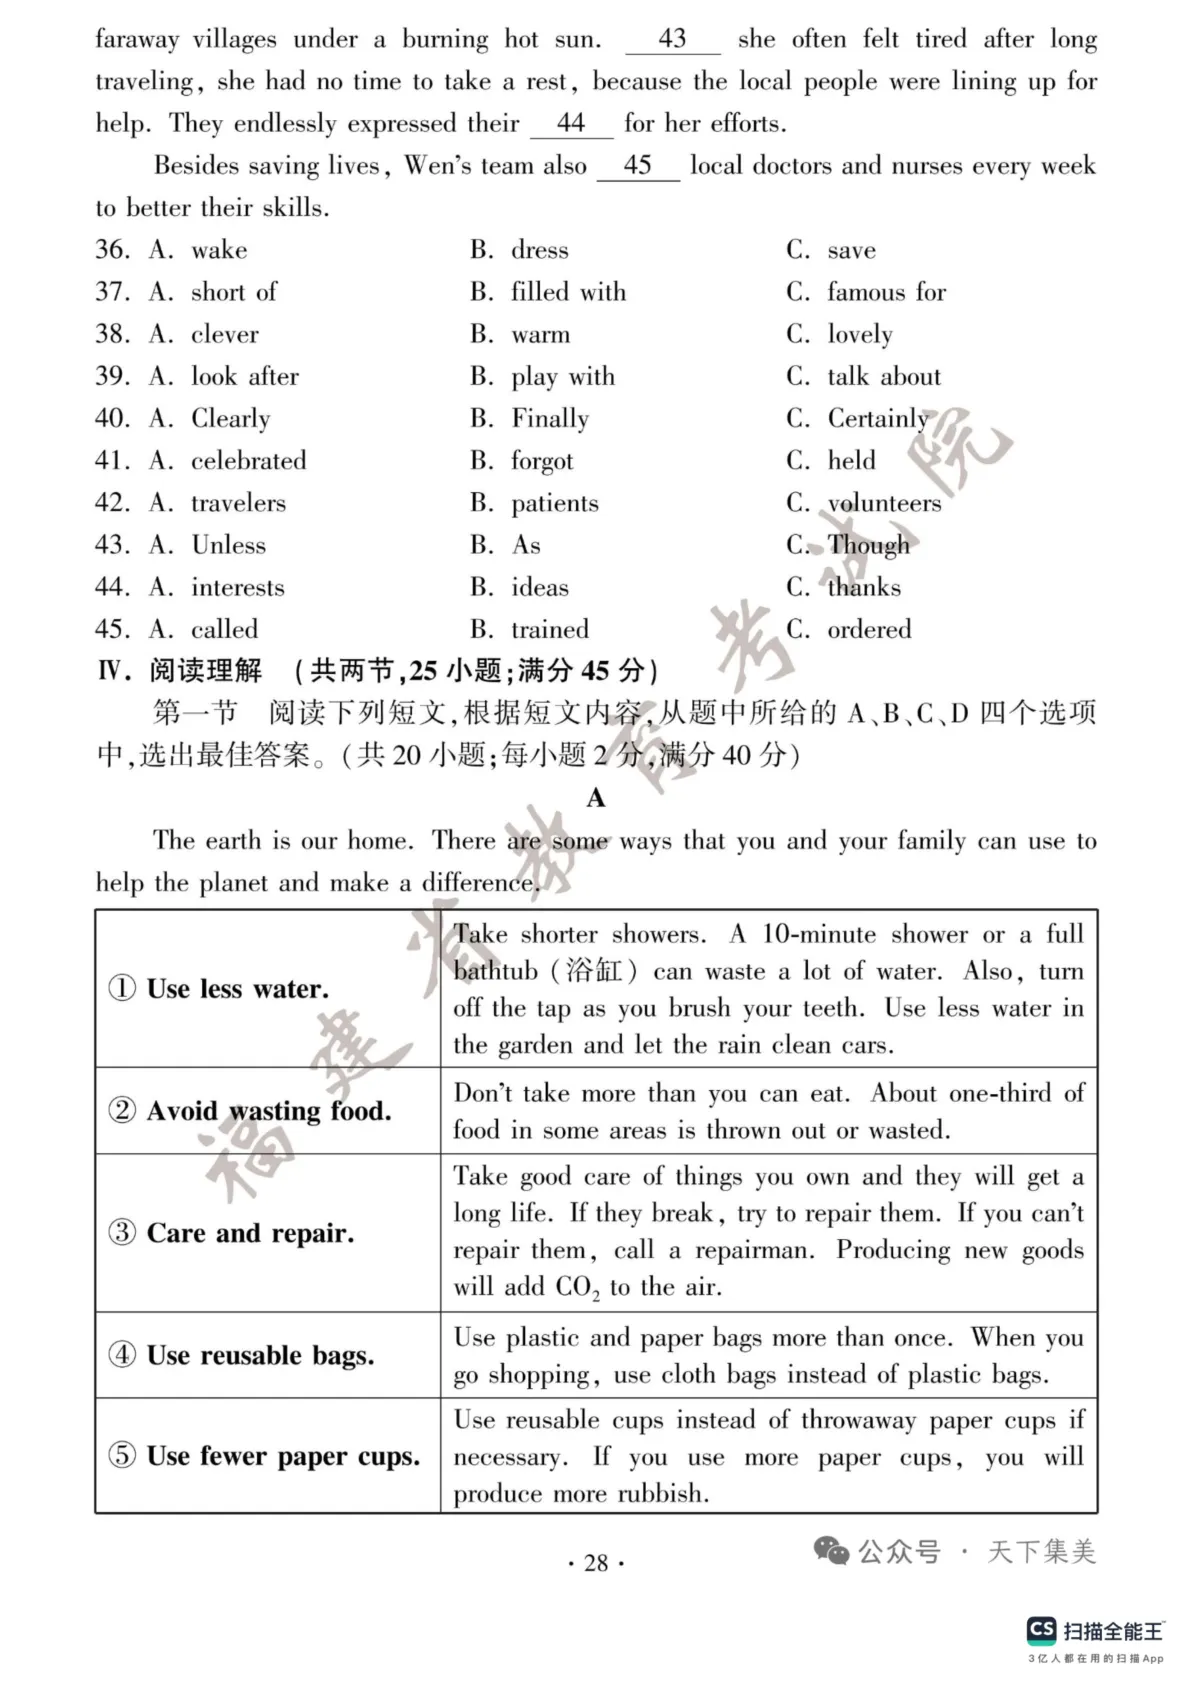 faraway villages under a burning hot sun. 43 she often felt tired after long
traveling, she had no time to take a rest, because the local people were lining up for
help. They endlessly expressed their 44 for her efforts.
Besides saving lives, Wen's team also 45 local doctors and nurses every week
to better their skills.
36. A. wake B. dress C. save
37. A. short of B. filled with C. famous for
38. A. clever B. warm C. lovely
39. A. look after B. play with C. talk about
40. A. Clearly B. Finally C. Certainly
41. A. celebrated B. forgot C. held
42. A. travelers B. patients C. volunteers
43. A. Unless B. As C. Though
44. A. interests B. ideas C. thanks
45. A. called B. trained C. ordered
Ⅳ. 阅读理解 (共两节,25小题;满分45分)
第一节 阅读下列短文,根据短文内容,从题中所给的 A、B、C、D 四个选项
中,选出最佳答案。(共20小题;每小题2分,满分40分)
A
The earth is our home. There are some ways that you and your family can use to
help the planet and make a difference.
① Use less water.
Take shorter showers. A 10-minute shower or a full
bathtub (浴缸) can waste a lot of water. Also, turn
off the tap as you brush your teeth. Use less water in
the garden and let the rain clean cars.
② Avoid wasting food.
Don't take more than you can eat. About one-third of
food in some areas is thrown out or wasted.
③ Care and repair.
Take good care of things you own and they will get a
long life. If they break, try to repair them. If you can't
repair them, call a repairman. Producing new goods
will add CO₂ to the air.
④ Use reusable bags.
Use plastic and paper bags more than once. When you
go shopping, use cloth bags instead of plastic bags.
⑤ Use fewer paper cups.
Use reusable cups instead of throwaway paper cups if
necessary. If you use more paper cups, you will
produce more rubbish.
福建省教育考试院
·28·
公众号 · 天下集美
CS 扫描全能王™
3亿人都在用的扫描App